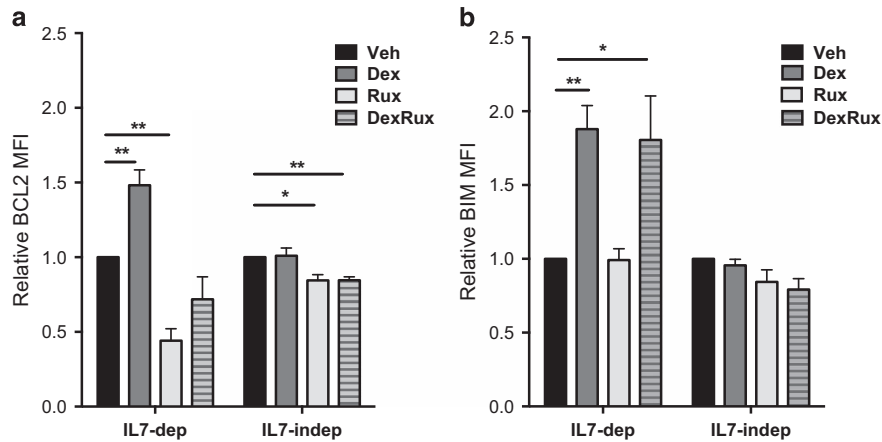 a
Relative BCL2 MFI
2.5
2.0
1.5
1.0
0.5
0.0
Veh
Dex
Rux
DexRux
**
**
**
*
IL7-dep
IL7-indep
b
Relative BIM MFI
2.5
2.0
1.5
1.0
0.5
0.0
Veh
Dex
Rux
DexRux
*
**
IL7-dep
IL7-indep